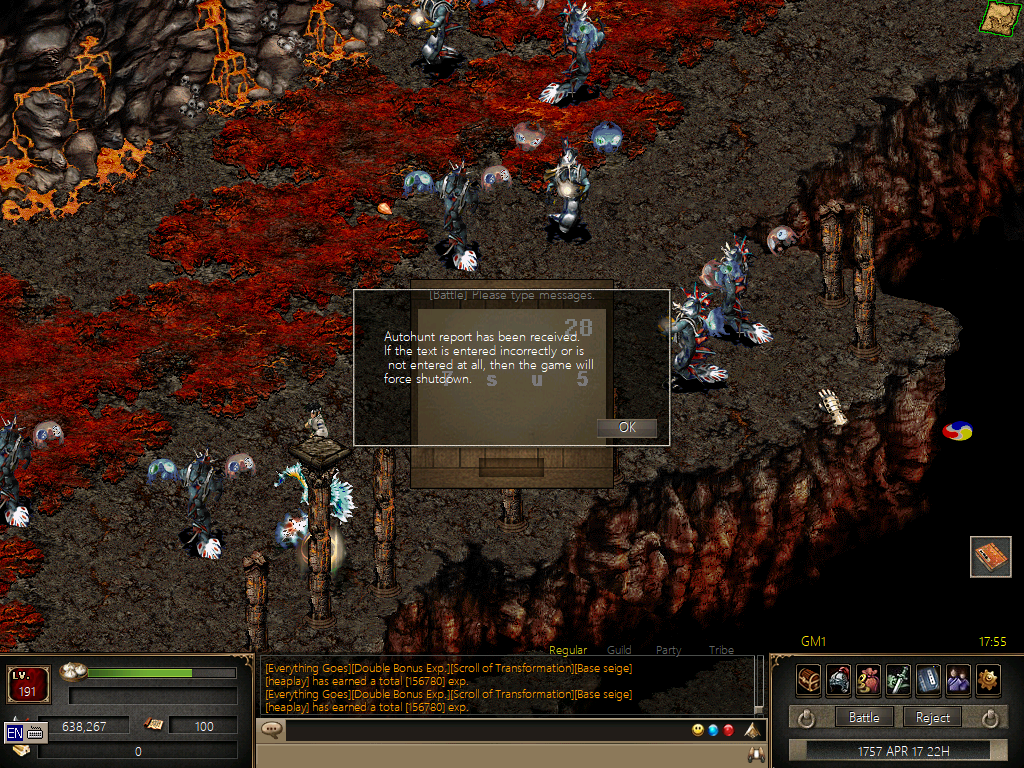 [Battle] Please type messages.
28
Autohunt report has been received.
If the text is entered incorrectly or is
not entered at all, then the game will
force shutdown.
s u 5
OK
GM1
17:55
Regular Guild Party Tribe
[Everything Goes][Double Bonus Exp.][Scroll of Transformation][Base seige]
[heaplay] has earned a total [156780] exp.
[Everything Goes][Double Bonus Exp.][Scroll of Transformation][Base seige]
[heaplay] has earned a total [156780] exp.
LV.
191
638,267
100
EN
0
Battle
Reject
1757 APR 17 22H